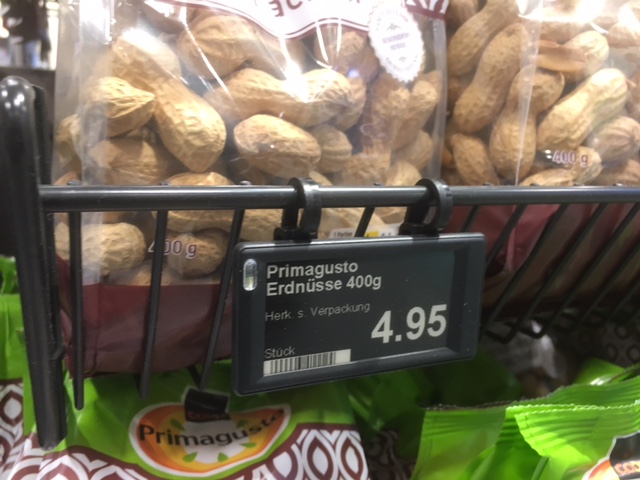 400 g
400 g
Primagusto
Erdnüsse 400g
Herk. s. Verpackung
4.95
Stück
Primagusto